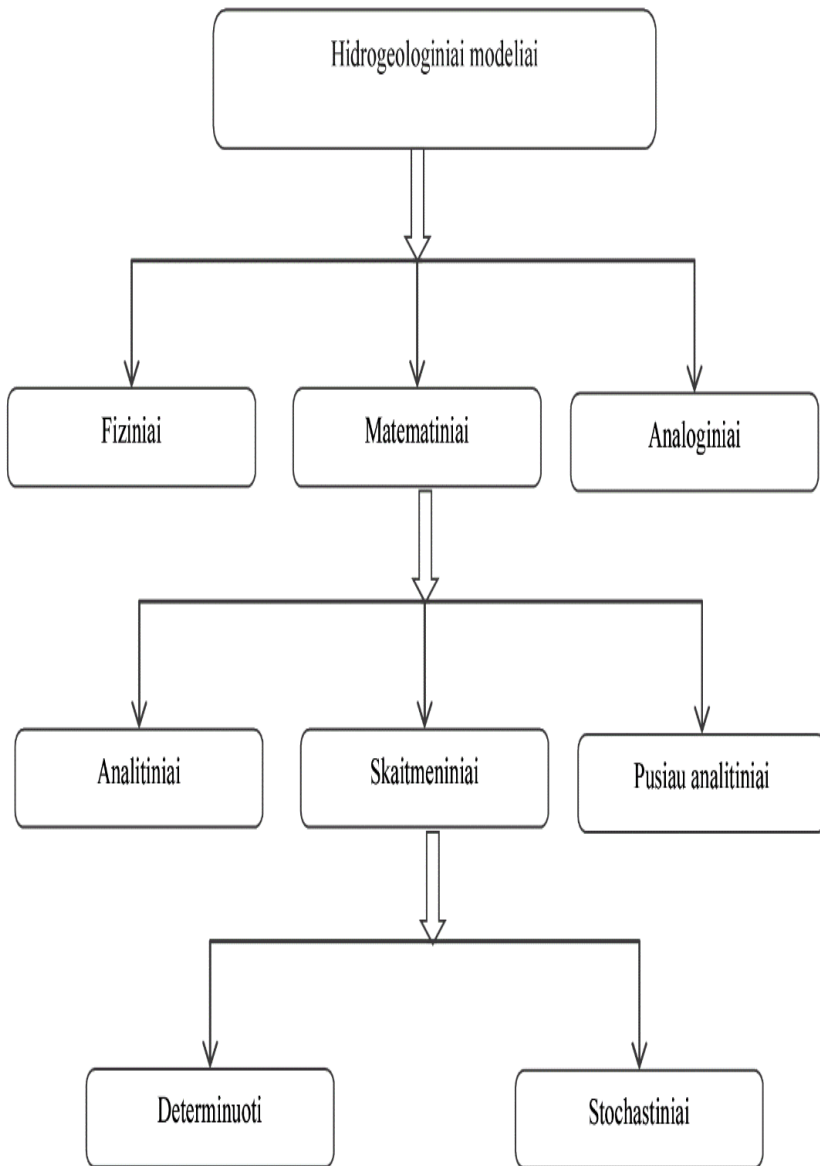 Hidrogeologiniai modeliai
Fiziniai
Matematiniai
Analoginiai
Analitiniai
Skaitmeniniai
Pusiau analitiniai
Determinuoti
Stochastiniai